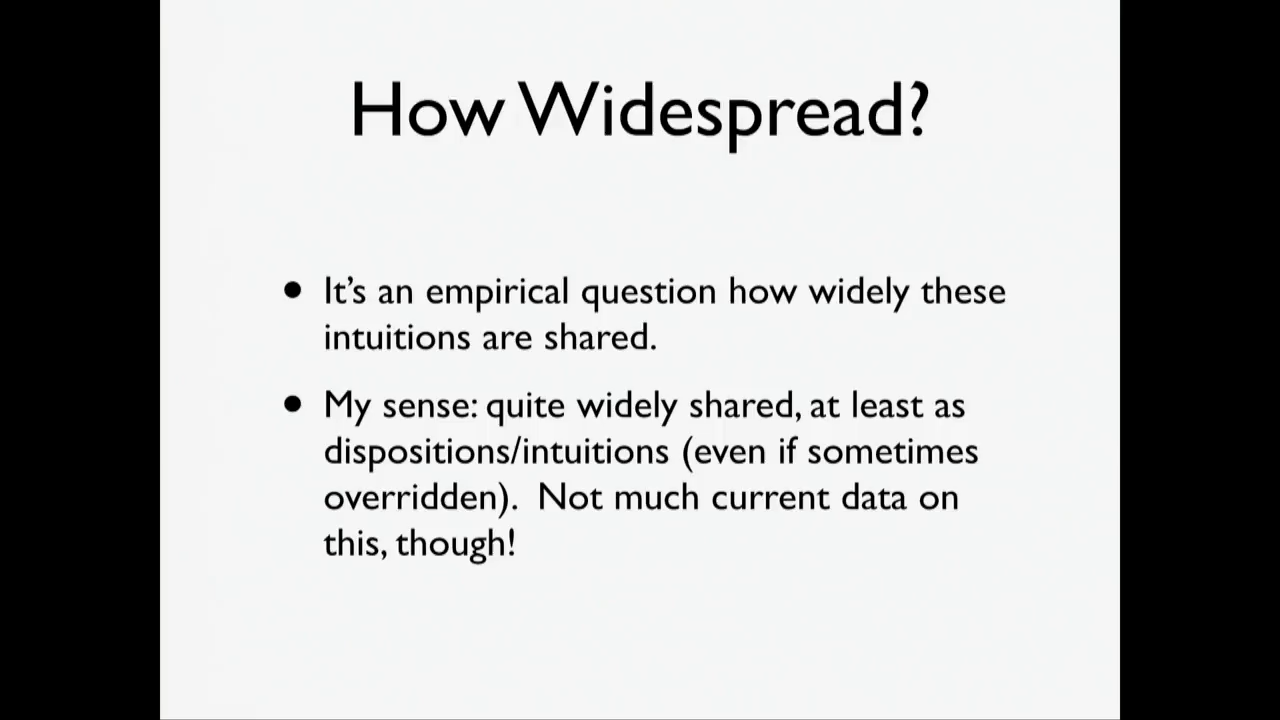 How Widespread?
• It’s an empirical question how widely these
intuitions are shared.
• My sense: quite widely shared, at least as
dispositions/intuitions (even if sometimes
overridden).  Not much current data on
this, though!